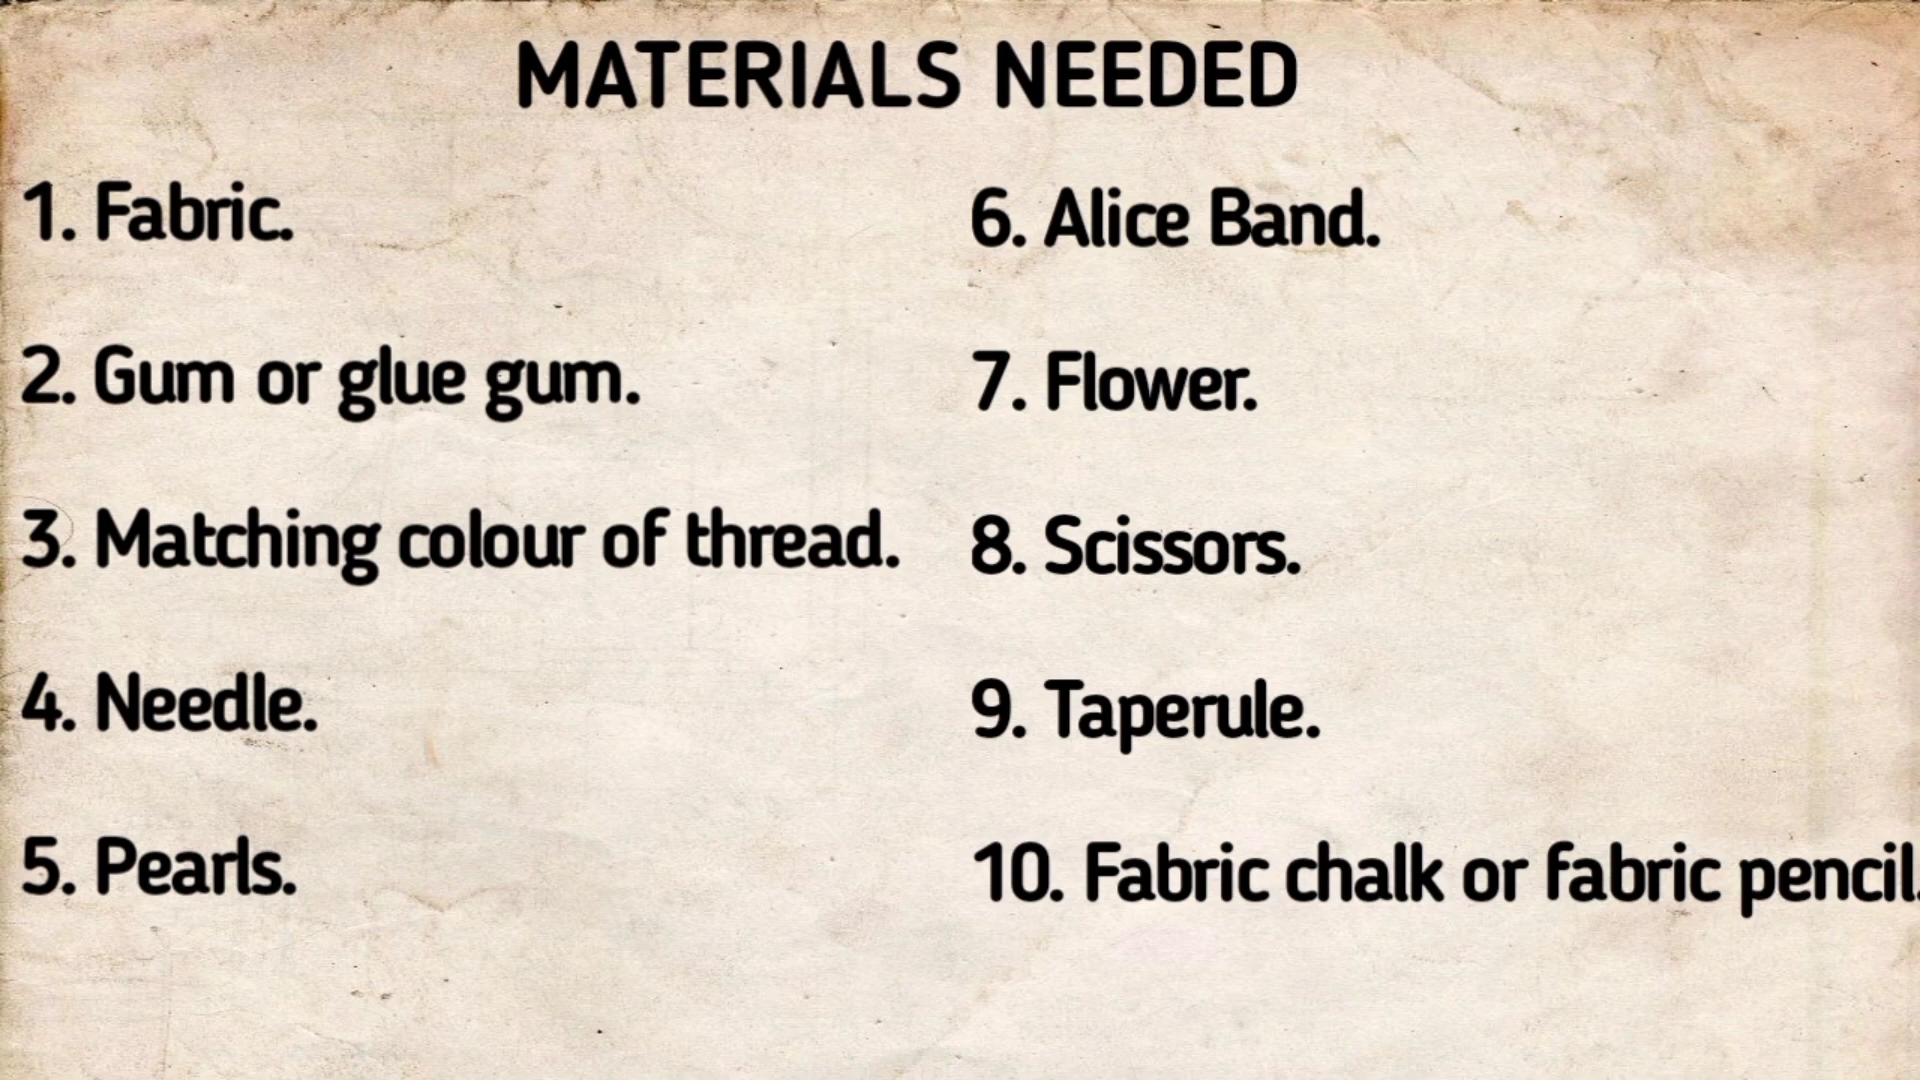 MATERIALS NEEDED
1. Fabric.
2. Gum or glue gum.
3. Matching colour of thread.
4. Needle.
5. Pearls.
6. Alice Band.
7. Flower.
8. Scissors.
9. Taperule.
10. Fabric chalk or fabric pencil.